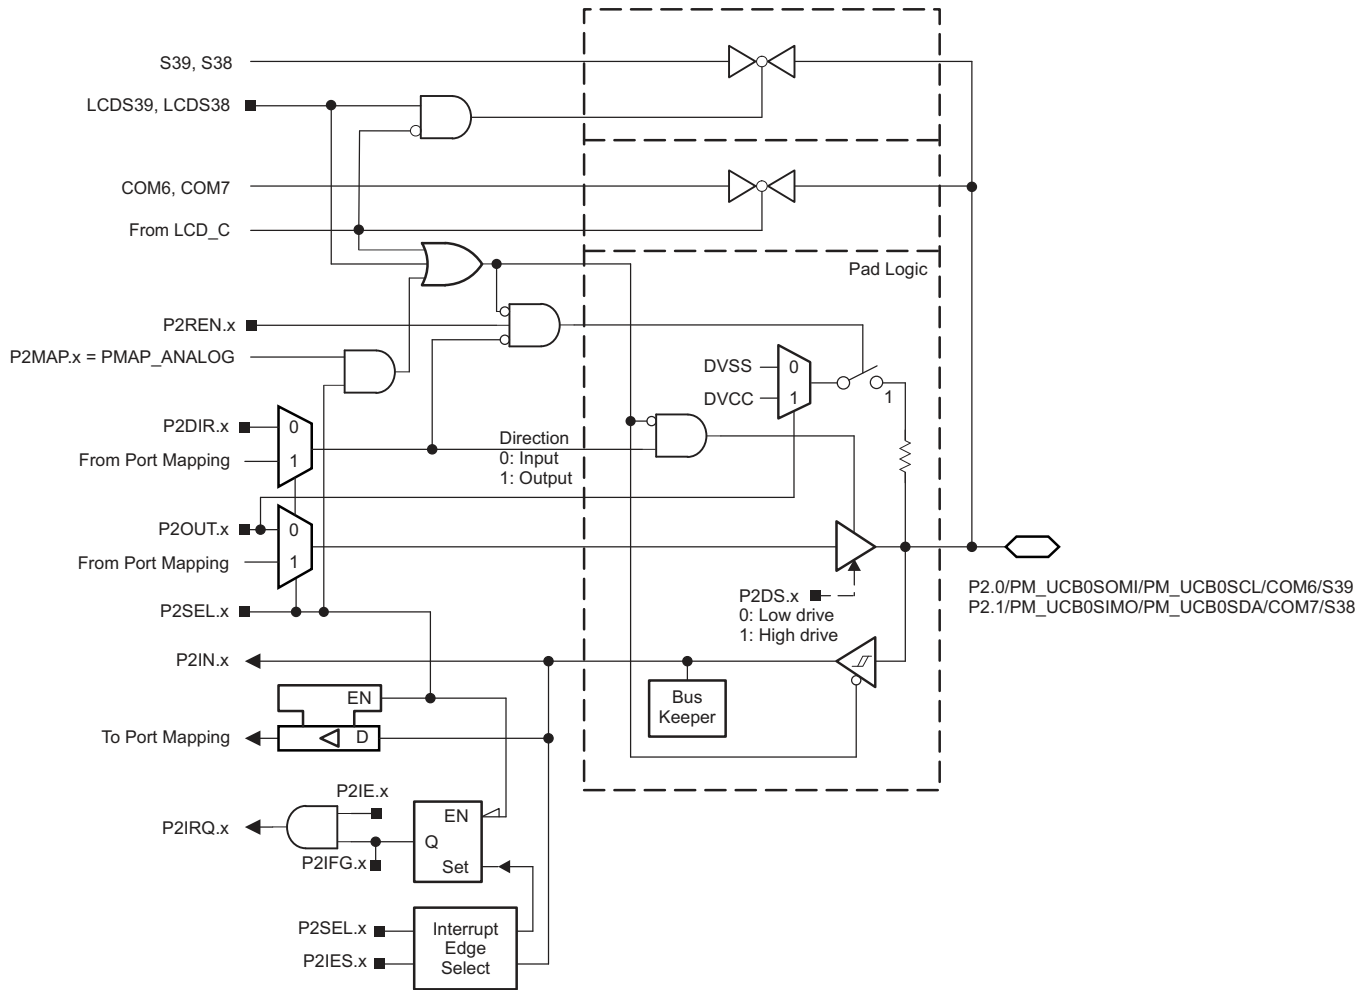 S39, S38
LCDS39, LCDS38
COM6, COM7
From LCD_C
Pad Logic
P2REN.x
P2MAP.x = PMAP_ANALOG
DVSS
0
DVCC
1
1
P2DIR.x
0
From Port Mapping
1
Direction
0: Input
1: Output
P2OUT.x
0
From Port Mapping
1
P2.0/PM_UCB0SOMI/PM_UCB0SCL/COM6/S39
P2.1/PM_UCB0SIMO/PM_UCB0SDA/COM7/S38
P2DS.x
0: Low drive
1: High drive
P2SEL.x
P2IN.x
Bus
Keeper
EN
To Port Mapping
D
P2IE.x
EN
P2IRQ.x
Q
P2IFG.x
Set
P2SEL.x
P2IES.x
Interrupt
Edge
Select